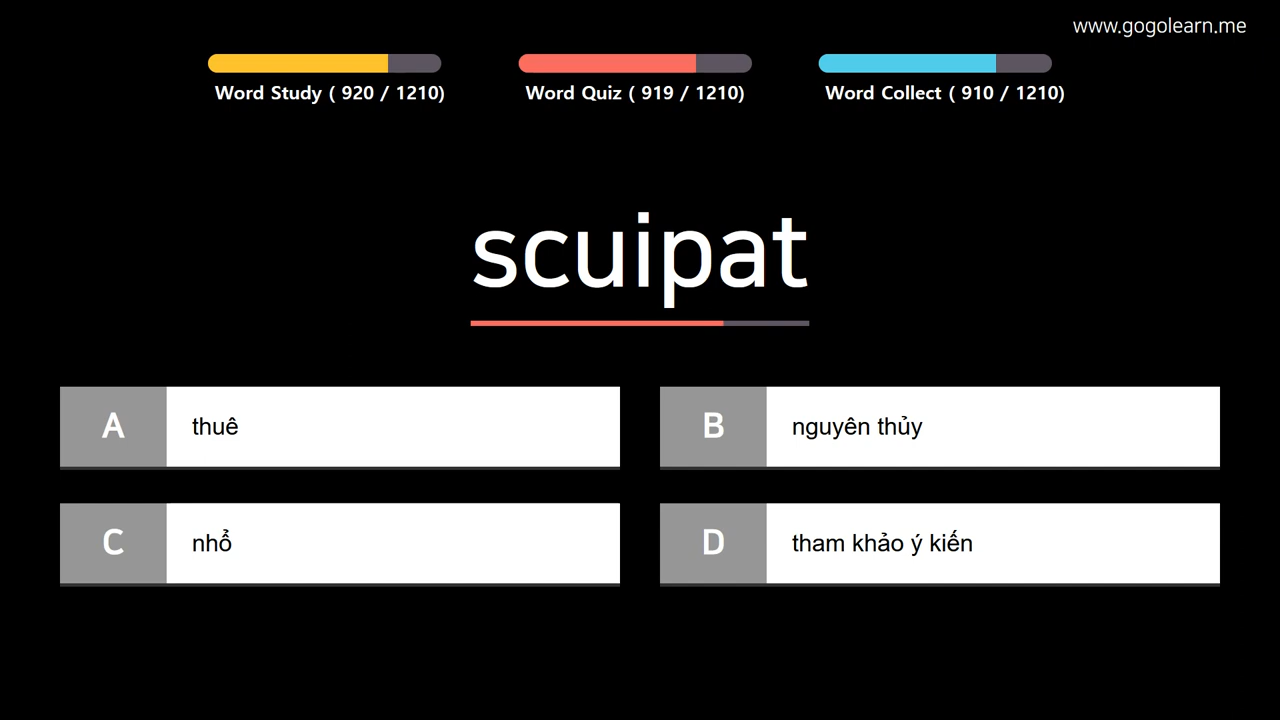 www.gogolearn.me
Word Study ( 920 / 1210)
Word Quiz ( 919 / 1210)
Word Collect ( 910 / 1210)
scuipat
A thuê
B nguyên thủy
C nhổ
D tham khảo ý kiến